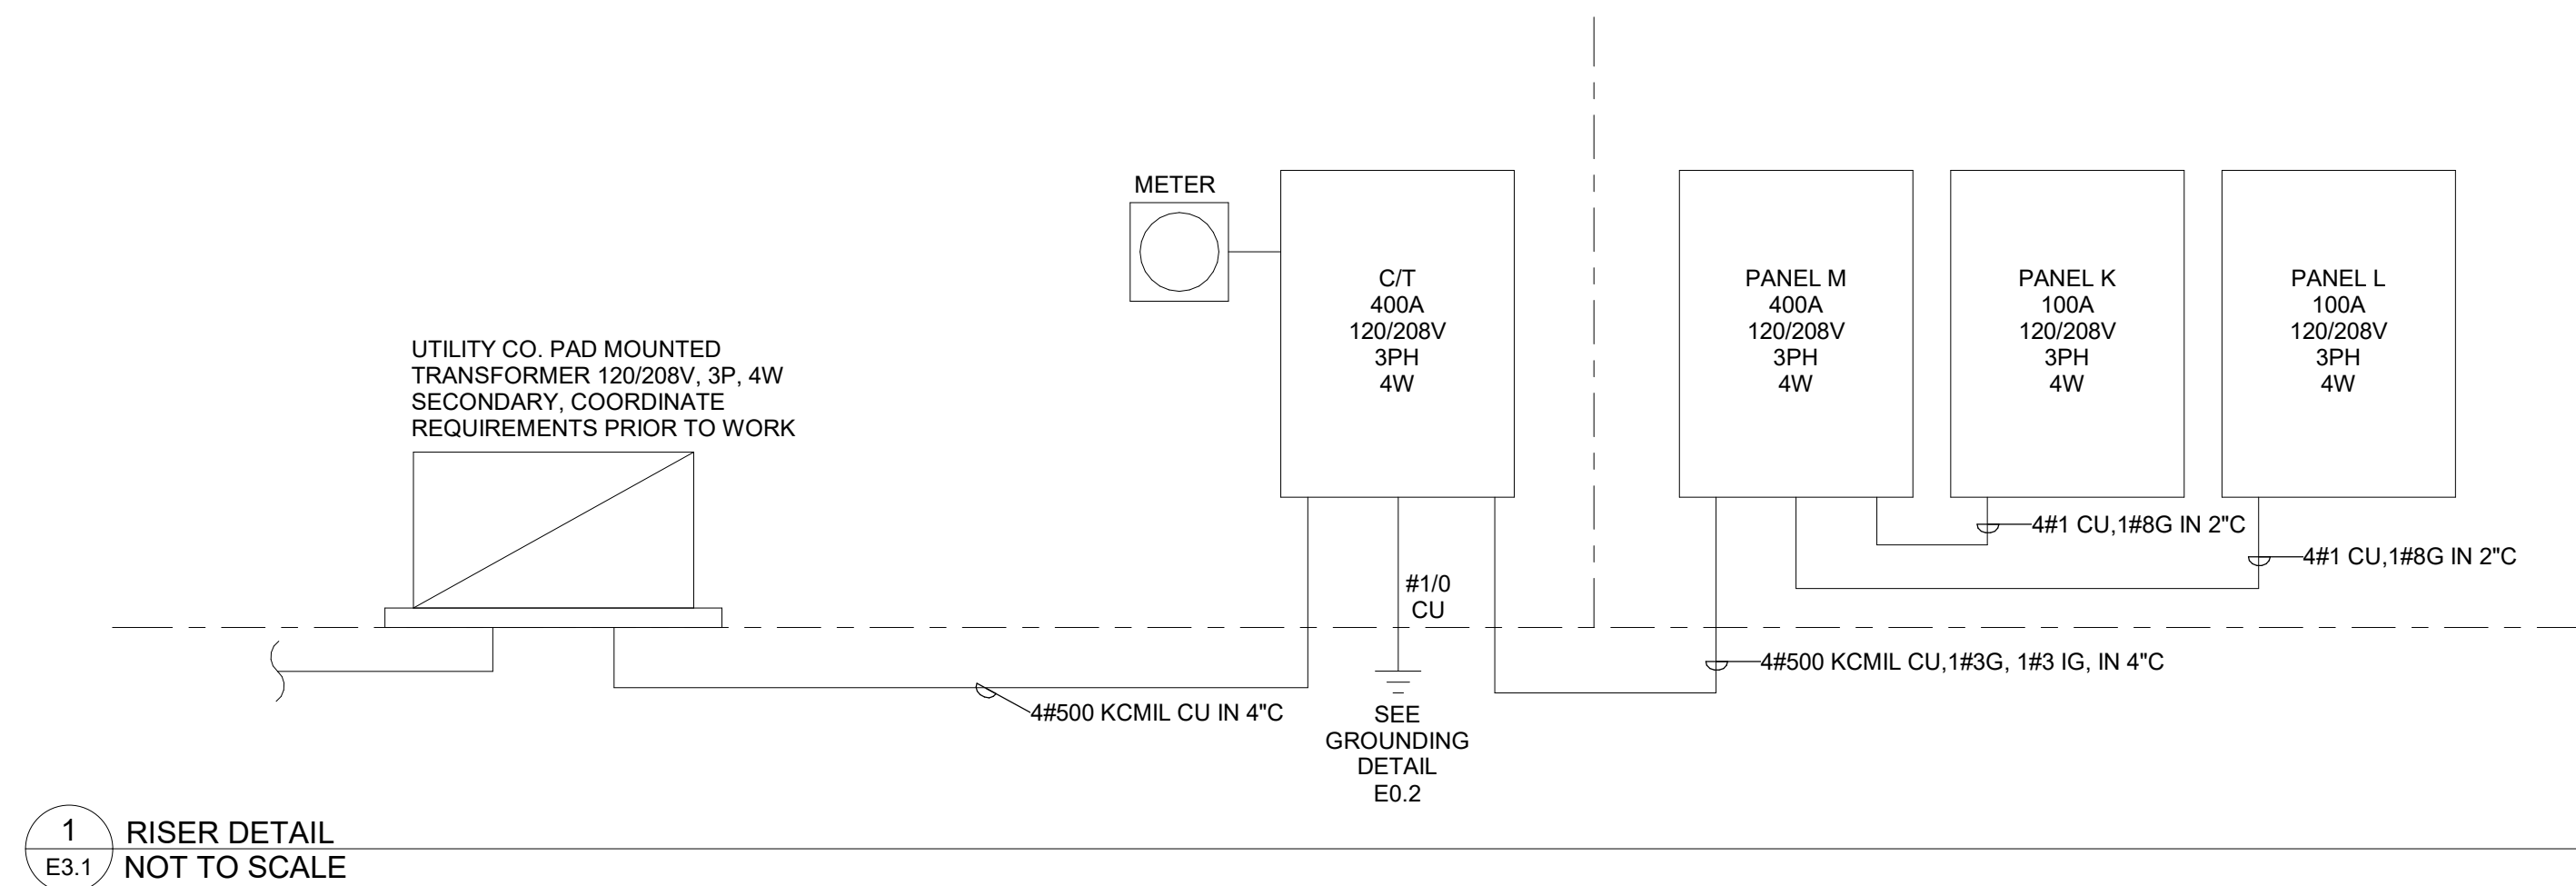 METER
C/T
400A
120/208V
3PH
4W
PANEL M
400A
120/208V
3PH
4W
PANEL K
100A
120/208V
3PH
4W
PANEL L
100A
120/208V
3PH
4W
UTILITY CO. PAD MOUNTED
TRANSFORMER 120/208V, 3P, 4W
SECONDARY, COORDINATE
REQUIREMENTS PRIOR TO WORK
4#1 CU,1#8G IN 2"C
4#1 CU,1#8G IN 2"C
#1/0
CU
4#500 KCMIL CU,1#3G, 1#3 IG, IN 4"C
4#500 KCMIL CU IN 4"C
SEE
GROUNDING
DETAIL
E0.2
1
E3.1
RISER DETAIL
NOT TO SCALE